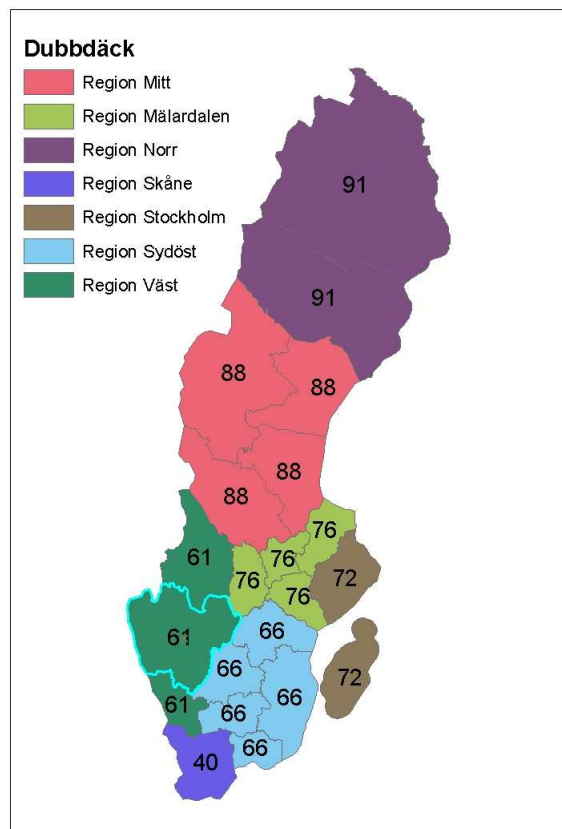 Dubbdäck
Region Mitt
Region Mälardalen
Region Norr
Region Skåne
Region Stockholm
Region Sydöst
Region Väst
91
91
88
88
88
88
76
61
76
76
72
76
66
61
66
72
66
61
66
66
40